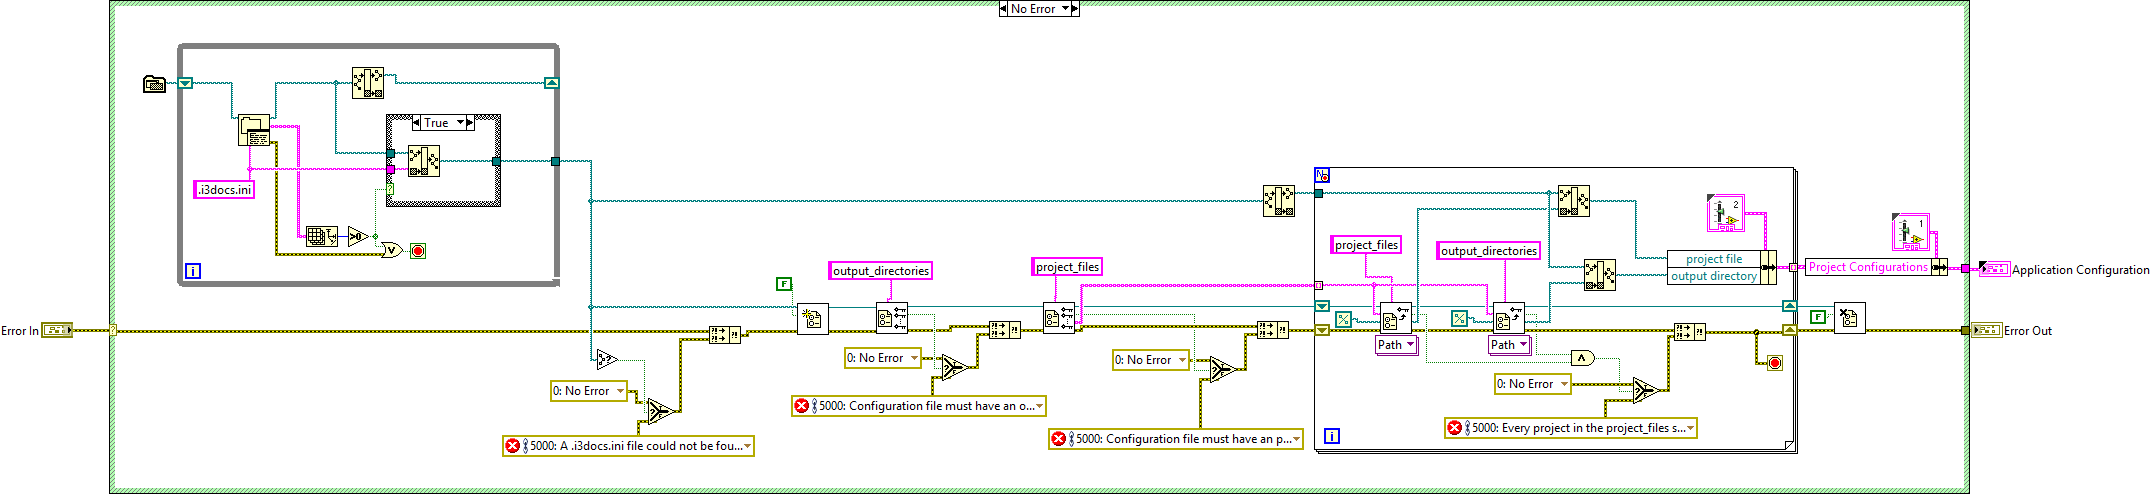 No Error
True
.i3docs.ini
>0
V
i
N
2
1
project_files
output_directories
project file
output directory
Project Configurations
Application Configuration
output_directories
project_files
F
F
Error In
Error Out
?
Path
Path
0: No Error
0: No Error
0: No Error
0: No Error
5000: Configuration file must have an o...
5000: A .i3docs.ini file could not be fou...
5000: Configuration file must have an p...
5000: Every project in the project_files s...
i